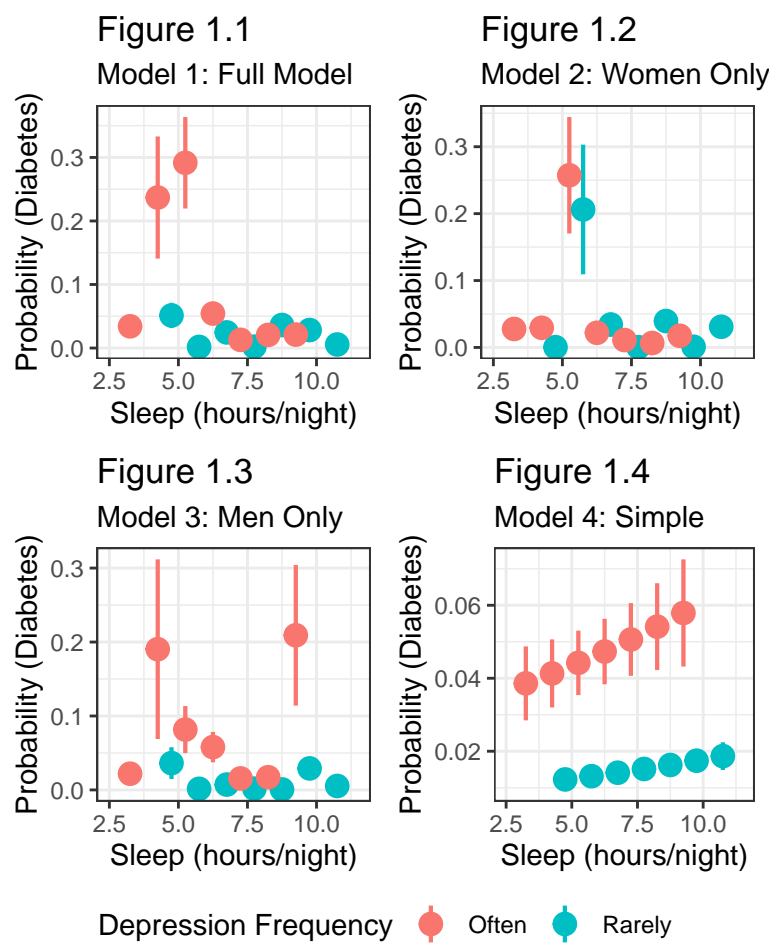 Figure 1.1
Model 1: Full Model
Probability (Diabetes)
0.3
0.2
0.1
0.0
2.5 5.0 7.5 10.0
Sleep (hours/night)
Figure 1.2
Model 2: Women Only
Probability (Diabetes)
0.3
0.2
0.1
0.0
2.5 5.0 7.5 10.0
Sleep (hours/night)
Figure 1.3
Model 3: Men Only
Probability (Diabetes)
0.3
0.2
0.1
0.0
2.5 5.0 7.5 10.0
Sleep (hours/night)
Figure 1.4
Model 4: Simple
Probability (Diabetes)
0.06
0.04
0.02
2.5 5.0 7.5 10.0
Sleep (hours/night)
Depression Frequency Often Rarely